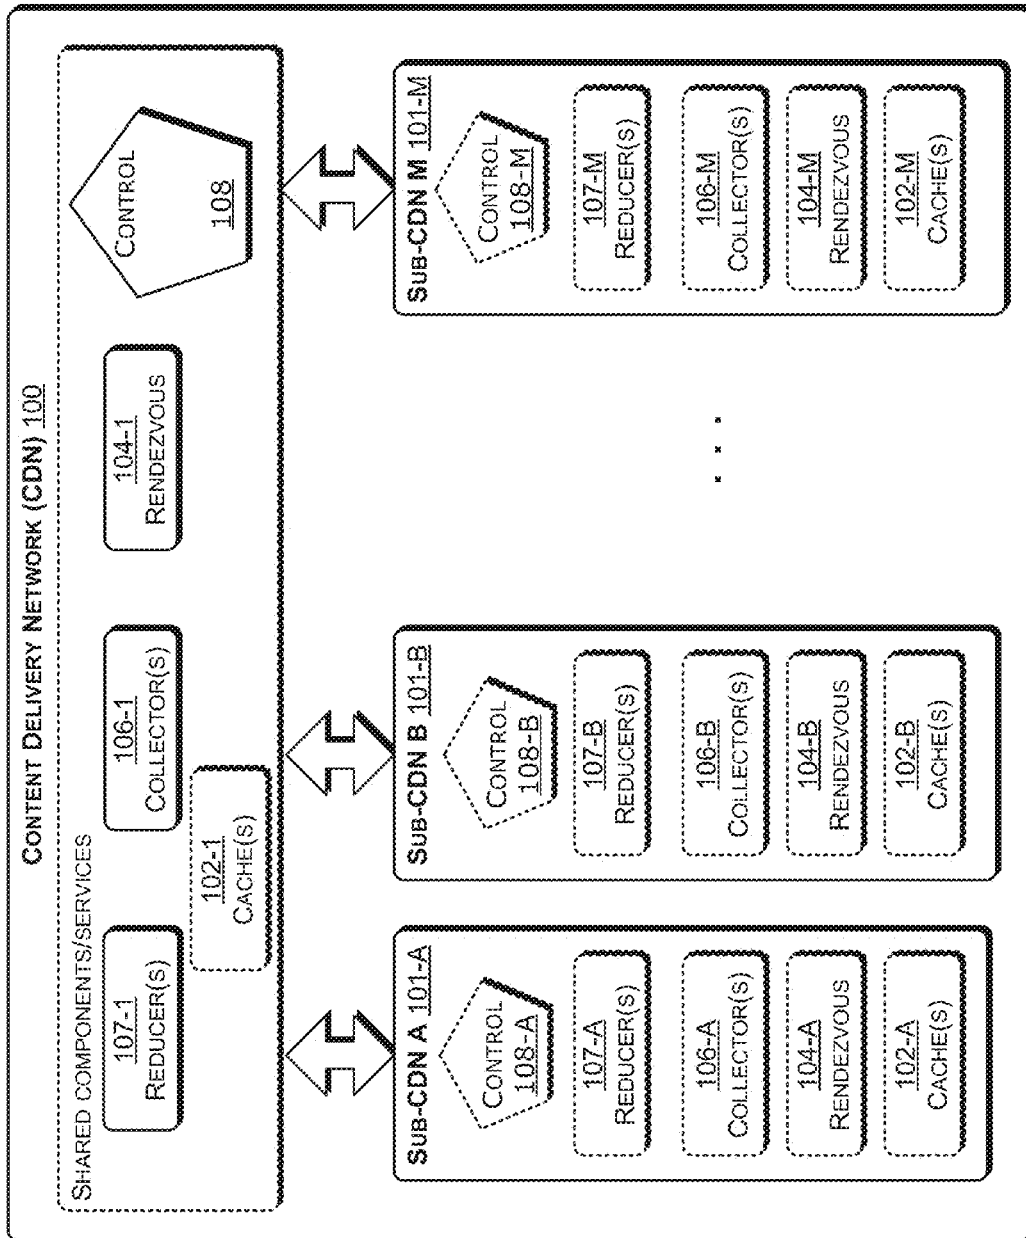 CONTENT DELIVERY NETWORK (CDN) 100
SHARED COMPONENTS/SERVICES
107-1
REDUCER(S)
106-1
COLLECTOR(S)
102-1
CACHE(S)
104-1
RENDEZVOUS
CONTROL
108
SUB-CDN A 101-A
CONTROL
108-A
107-A
REDUCER(S)
106-A
COLLECTOR(S)
104-A
RENDEZVOUS
102-A
CACHE(S)
SUB-CDN B 101-B
CONTROL
108-B
107-B
REDUCER(S)
106-B
COLLECTOR(S)
104-B
RENDEZVOUS
102-B
CACHE(S)
. . .
SUB-CDN M 101-M
CONTROL
108-M
107-M
REDUCER(S)
106-M
COLLECTOR(S)
104-M
RENDEZVOUS
102-M
CACHE(S)